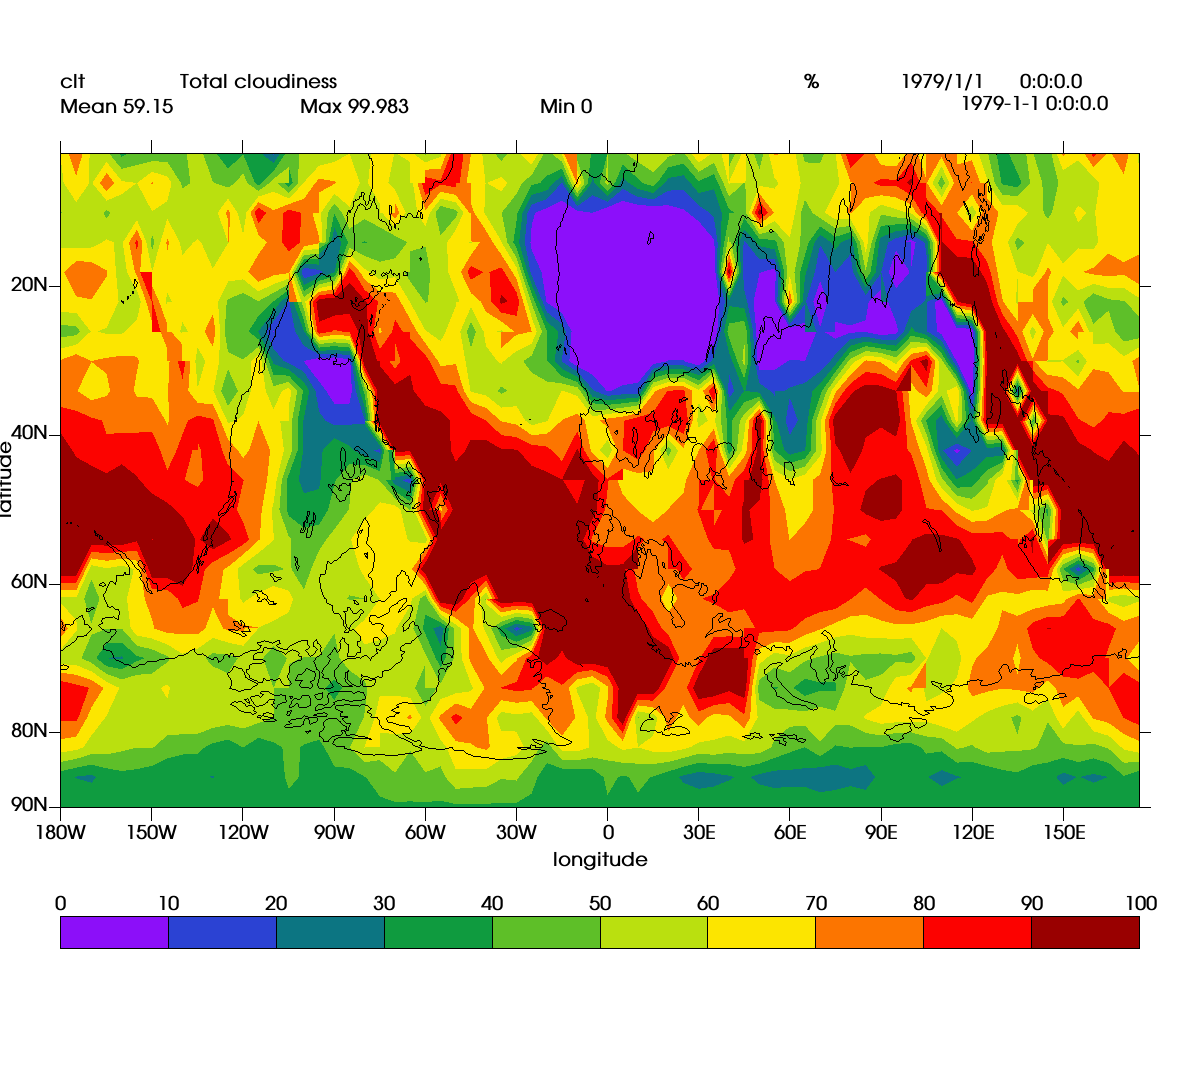 clt Total cloudiness % 1979/1/1 0:0:0.0
Mean 59.15 Max 99.983 Min 0 1979-1-1 0:0:0.0
20N
40N
latitude
60N
80N
90N
180W 150W 120W 90W 60W 30W 0 30E 60E 90E 120E 150E
longitude
0 10 20 30 40 50 60 70 80 90 100